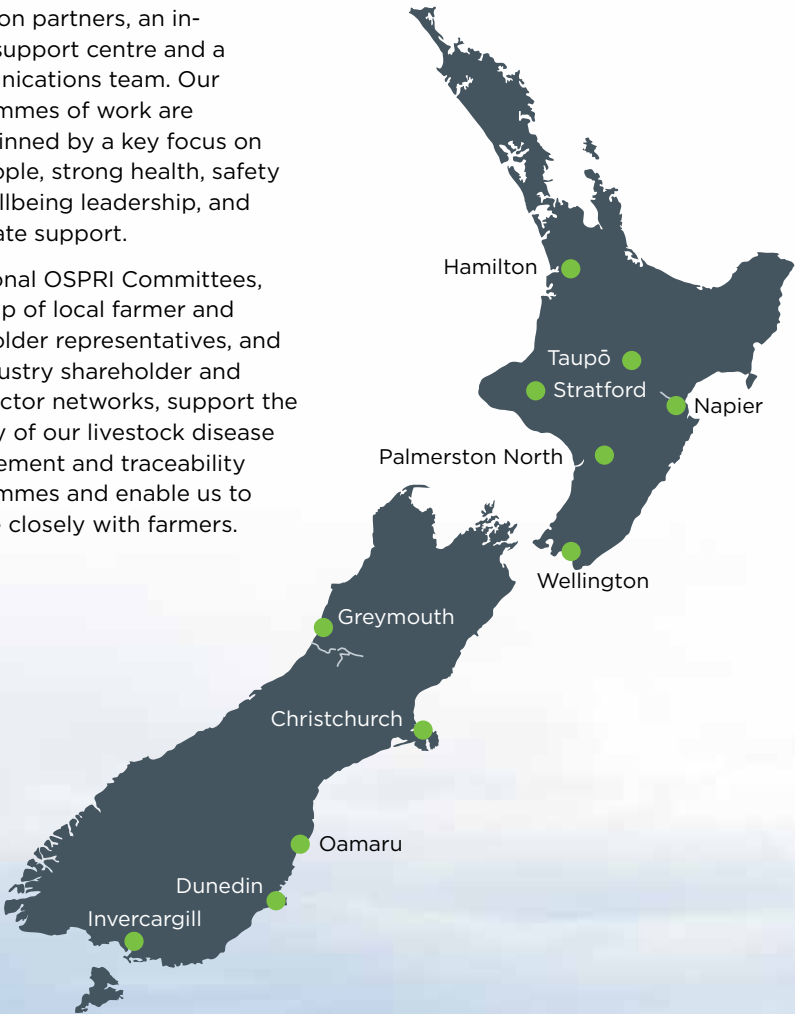 on partners, an in-
support centre and a
nications team. Our
mmes of work are
inned by a key focus on
ople, strong health, safety
llbeing leadership, and
ate support.
onal OSPRI Committees,
p of local farmer and
older representatives, and
ustry shareholder and
ctor networks, support the
y of our livestock disease
ement and traceability
mmes and enable us to
closely with farmers.
Hamilton
Taupō
Stratford
Napier
Palmerston North
Wellington
Greymouth
Christchurch
Oamaru
Dunedin
Invercargill